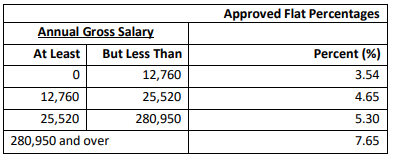 Approved Flat Percentages
Annual Gross Salary
At Least But Less Than Percent (%)
0 12,760 3.54
12,760 25,520 4.65
25,520 280,950 5.30
280,950 and over 7.65